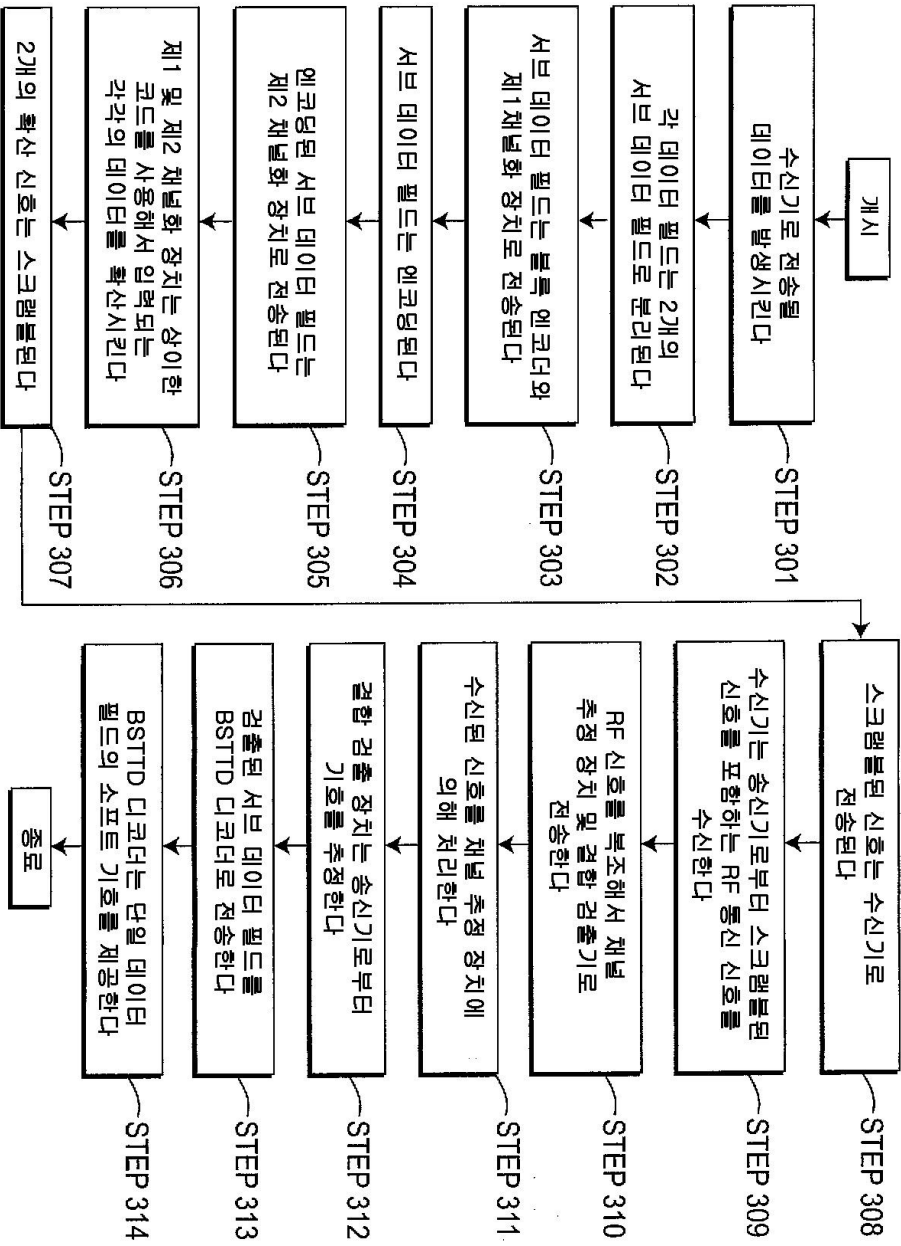 개시
수신기로 전송될
데이터를 발생시킨다
STEP 301
각 데이터 필드는 2개의
서브 데이터 필드로 분리된다
STEP 302
서브 데이터 필드는 블록 엔코더와
제1채널화 장치로 전송된다
STEP 303
서브 데이터 필드는 엔코딩된다
STEP 304
엔코딩된 서브 데이터 필드는
제2 채널화 장치로 전송된다
STEP 305
제1 및 제2 채널화 장치는 상이한
코드를 사용해서 입력되는
각각의 데이터를 확산시킨다
STEP 306
2개의 확산 신호는 스크램블된다
STEP 307
스크램블된 신호는 수신기로
전송된다
STEP 308
수신기는 송신기로부터 스크램블된
신호를 포함하는 RF 통신 신호를
수신한다
STEP 309
RF 신호를 복조해서 채널
추정 장치 및 결합 검출기로
전송한다
STEP 310
수신된 신호를 채널 추정 장치에
의해 처리한다
STEP 311
결합 검출 장치는 송신기로부터
기호를 추정한다
STEP 312
검출된 서브 데이터 필드를
BSTTD 디코더로 전송한다
STEP 313
BSTTD 디코더는 단일 데이터
필드의 소프트 기호를 제공한다
STEP 314
종료